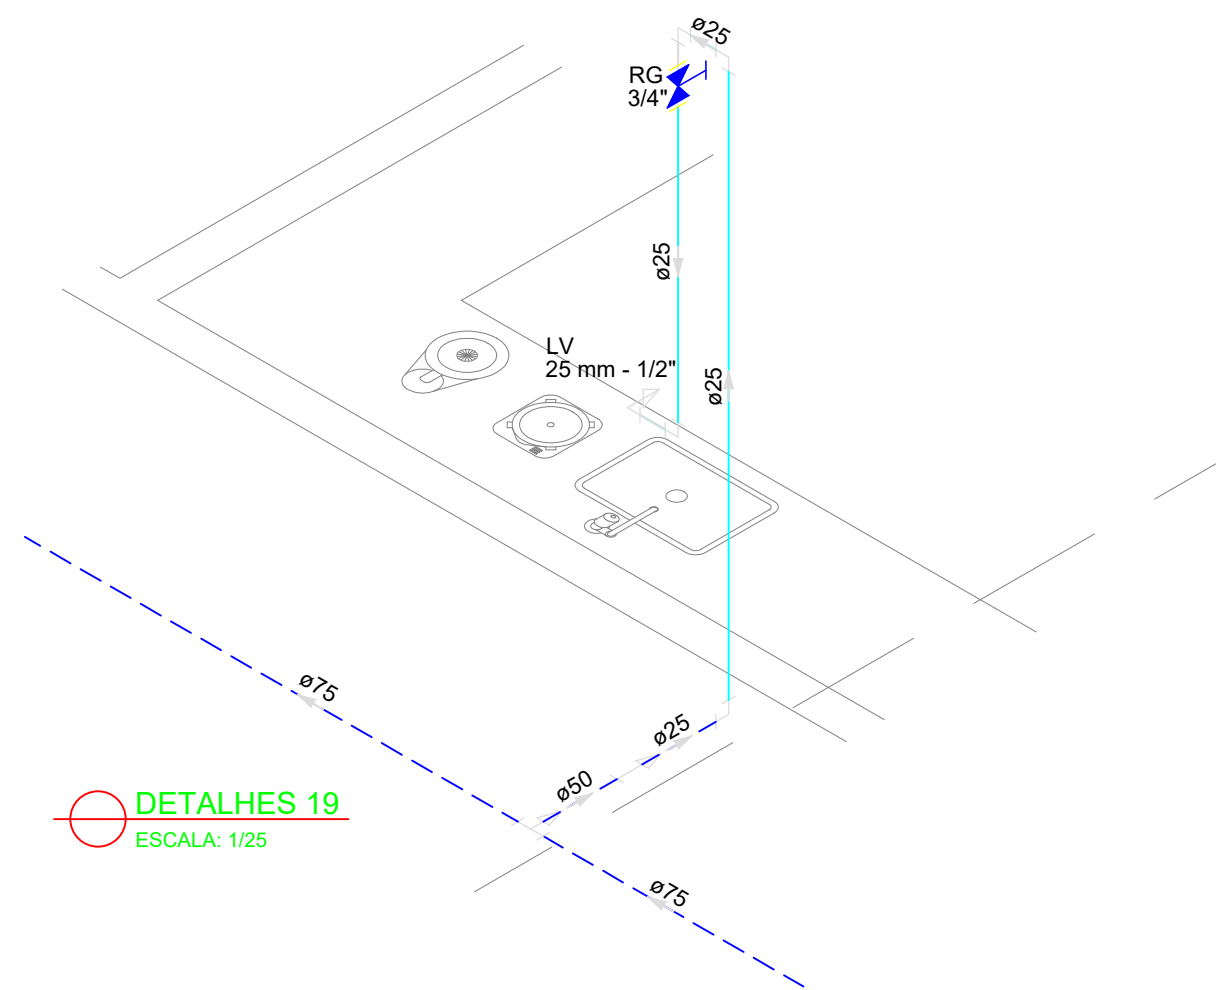 ø25
RG
3/4"
ø25
LV
25 mm - 1/2"
ø25
ø75
ø25
ø50
DETALHES 19
ESCALA: 1/25
ø75